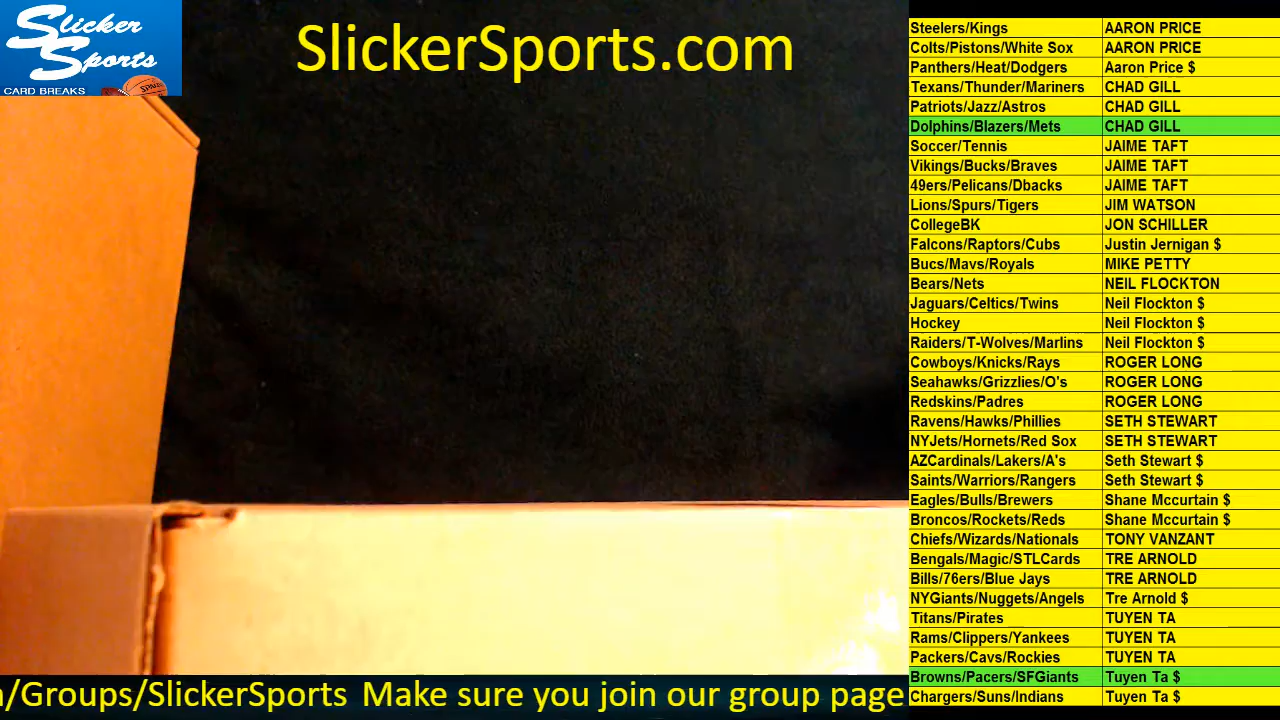 Slicker
Sports
CARD BREAKS
SlickerSports.com
Steelers/Kings AARON PRICE
Colts/Pistons/White Sox AARON PRICE
Panthers/Heat/Dodgers Aaron Price $
Texans/Thunder/Mariners CHAD GILL
Patriots/Jazz/Astros CHAD GILL
Dolphins/Blazers/Mets CHAD GILL
Soccer/Tennis JAIME TAFT
Vikings/Bucks/Braves JAIME TAFT
49ers/Pelicans/Dbacks JAIME TAFT
Lions/Spurs/Tigers JIM WATSON
CollegeBK JON SCHILLER
Falcons/Raptors/Cubs Justin Jernigan $
Bucs/Mavs/Royals MIKE PETTY
Bears/Nets NEIL FLOCKTON
Jaguars/Celtics/Twins Neil Flockton $
Hockey Neil Flockton $
Raiders/T-Wolves/Marlins Neil Flockton $
Cowboys/Knicks/Rays ROGER LONG
Seahawks/Grizzlies/O's ROGER LONG
Redskins/Padres ROGER LONG
Ravens/Hawks/Phillies SETH STEWART
NYJets/Hornets/Red Sox SETH STEWART
AZCardinals/Lakers/A's Seth Stewart $
Saints/Warriors/Rangers Seth Stewart $
Eagles/Bulls/Brewers Shane Mccurtain $
Broncos/Rockets/Reds Shane Mccurtain $
Chiefs/Wizards/Nationals TONY VANZANT
Bengals/Magic/STLCards TRE ARNOLD
Bills/76ers/Blue Jays TRE ARNOLD
NYGiants/Nuggets/Angels Tre Arnold $
Titans/Pirates TUYEN TA
Rams/Clippers/Yankees TUYEN TA
Packers/Cavs/Rockies TUYEN TA
Browns/Pacers/SFGiants Tuyen Ta $
Chargers/Suns/Indians Tuyen Ta $
/Groups/SlickerSports Make sure you join our group page